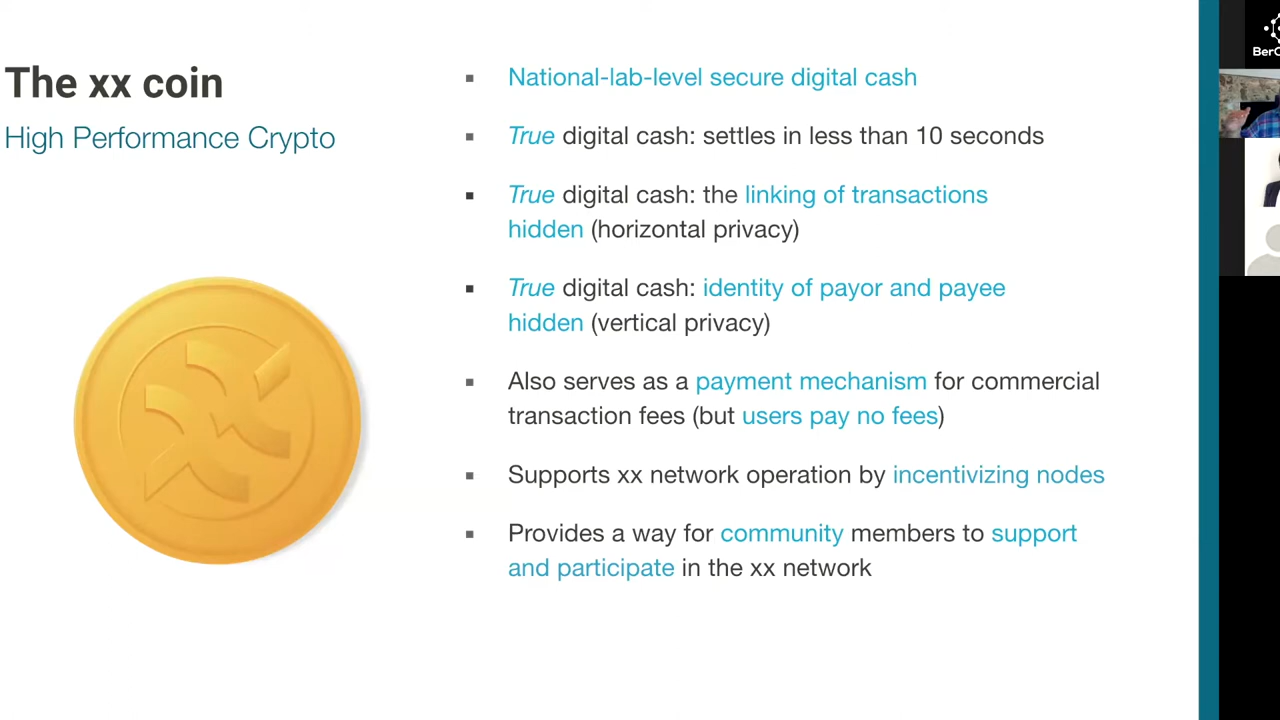 The xx coin
High Performance Crypto
▪ National-lab-level secure digital cash
▪ True digital cash: settles in less than 10 seconds
▪ True digital cash: the linking of transactions
hidden (horizontal privacy)
▪ True digital cash: identity of payor and payee
hidden (vertical privacy)
▪ Also serves as a payment mechanism for commercial
transaction fees (but users pay no fees)
▪ Supports xx network operation by incentivizing nodes
▪ Provides a way for community members to support
and participate in the xx network